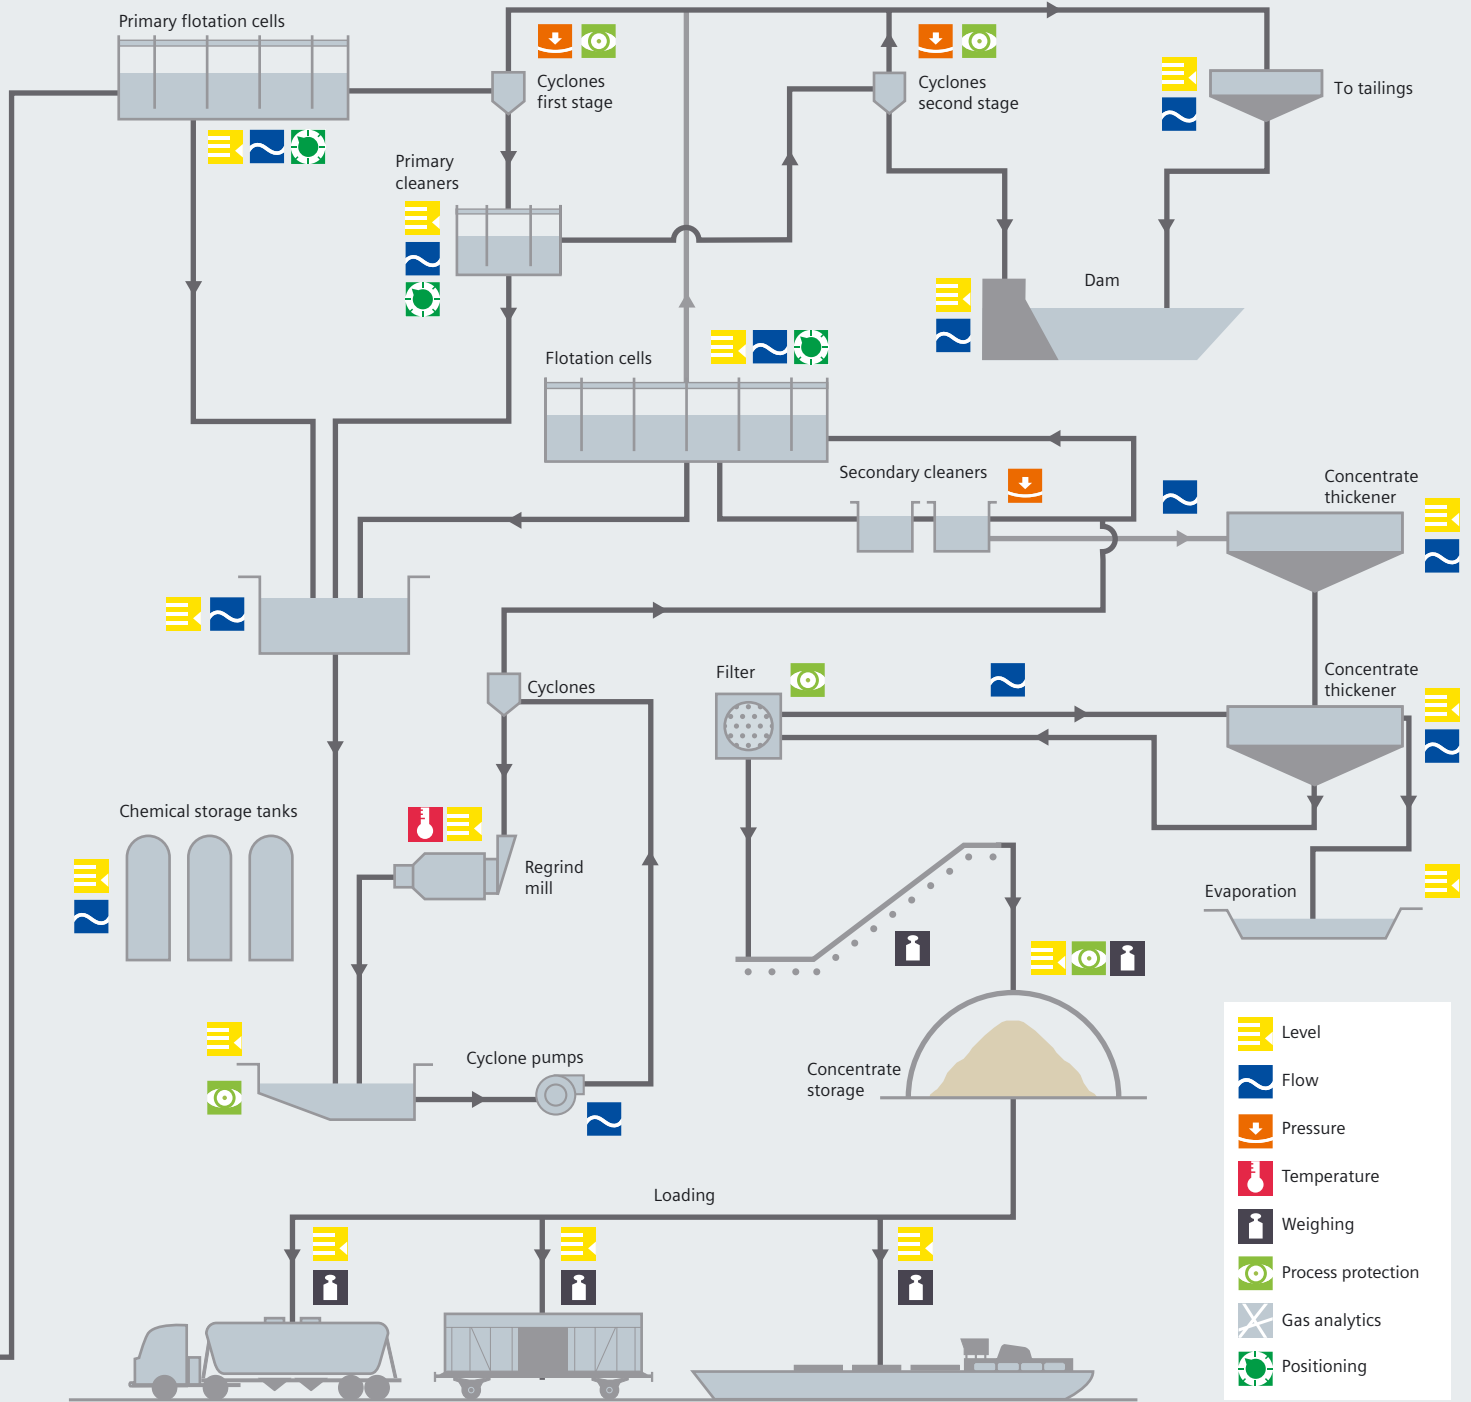 Primary flotation cells
Cyclones
first stage
Cyclones
second stage
To tailings
Primary
cleaners
Dam
Flotation cells
Secondary cleaners
Concentrate
thickener
Cyclones
Filter
Concentrate
thickener
Chemical storage tanks
Regrind
mill
Evaporation
Cyclone pumps
Concentrate
storage
Loading
Level
Flow
Pressure
Temperature
Weighing
Process protection
Gas analytics
Positioning